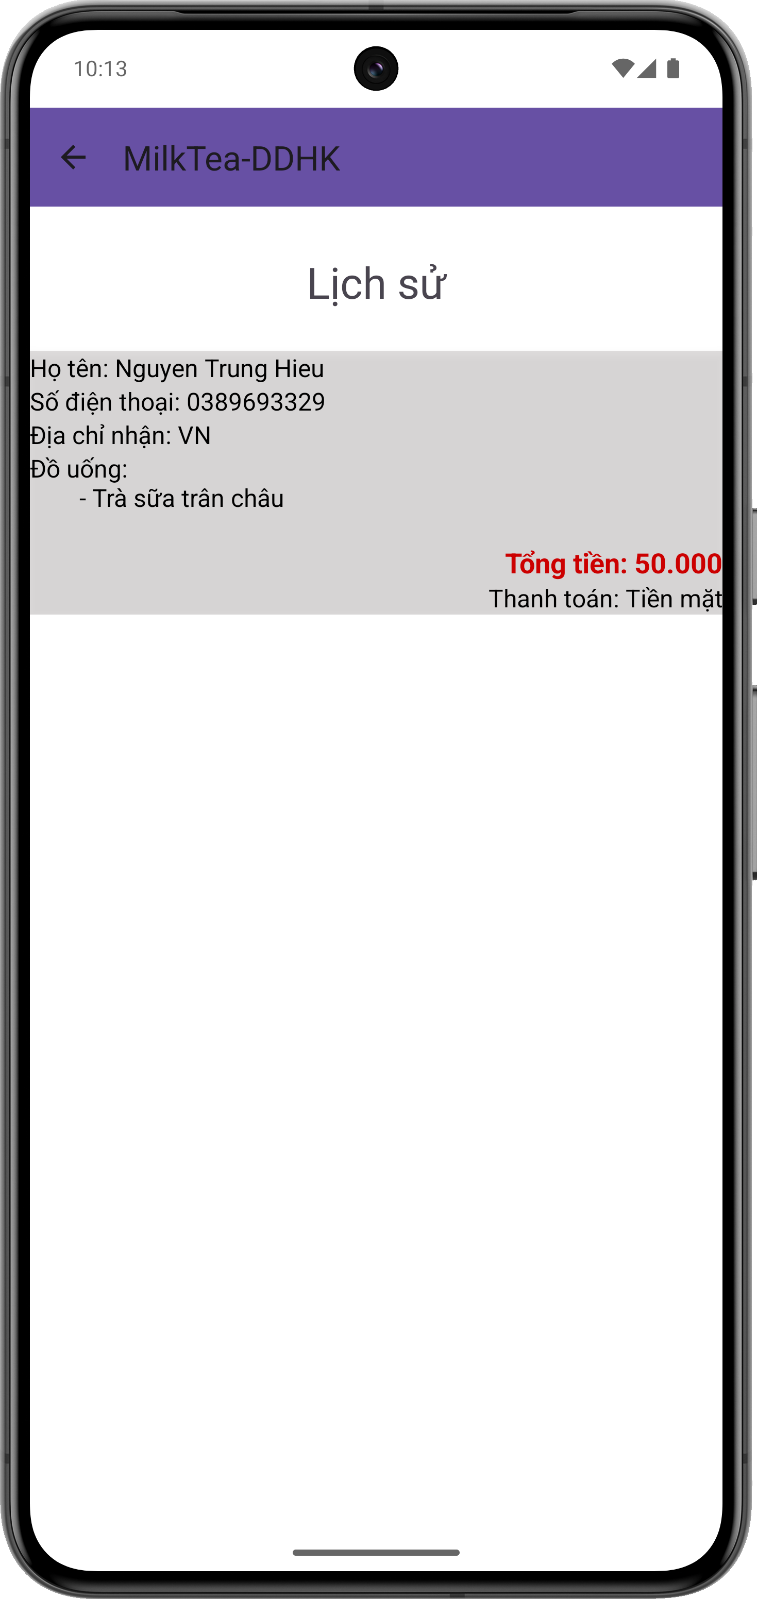 10:13
MilkTea-DDHK
Lịch sử
Họ tên: Nguyen Trung Hieu
Số điện thoại: 0389693329
Địa chỉ nhận: VN
Đồ uống:
- Trà sữa trân châu
Tổng tiền: 50.000
Thanh toán: Tiền mặt